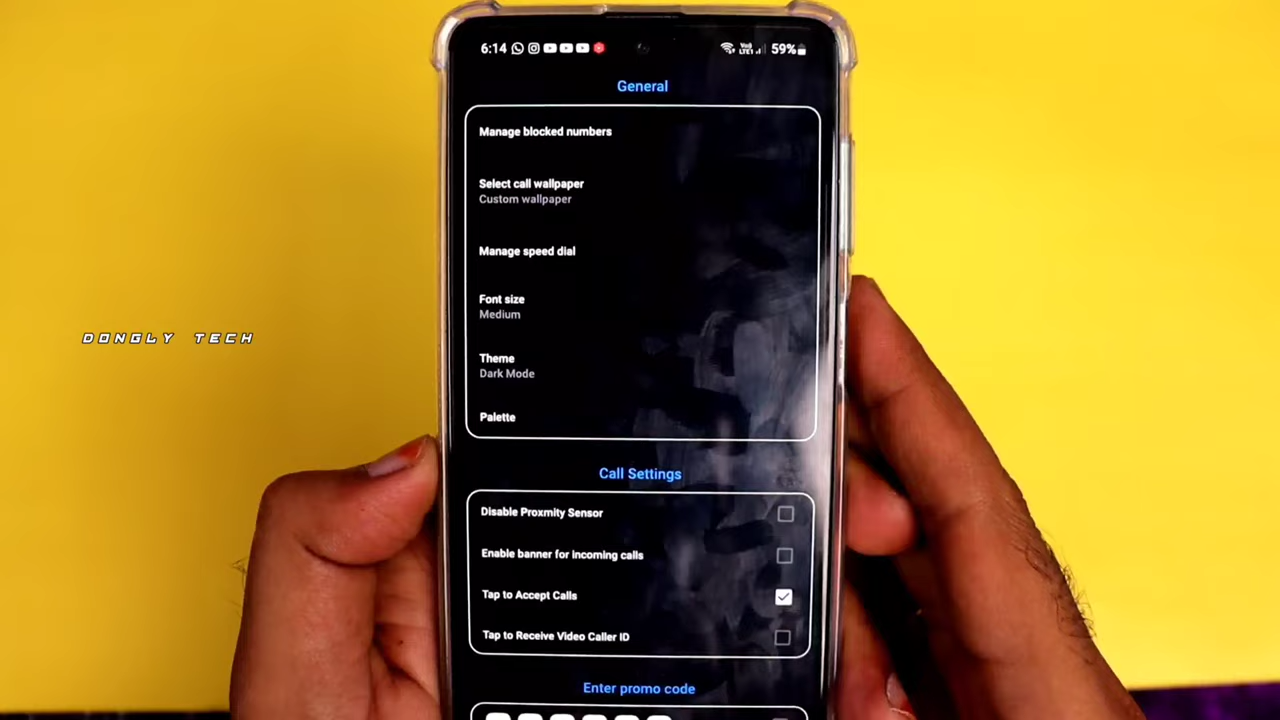 6:14
VoJ
LTE1
59%
General
Manage blocked numbers
Select call wallpaper
Custom wallpaper
Manage speed dial
Font size
Medium
Theme
Dark Mode
Palette
DONGLY TECH
Call Settings
Disable Proxmity Sensor
Enable banner for incoming calls
Tap to Accept Calls
Tap to Receive Video Caller ID
Enter promo code